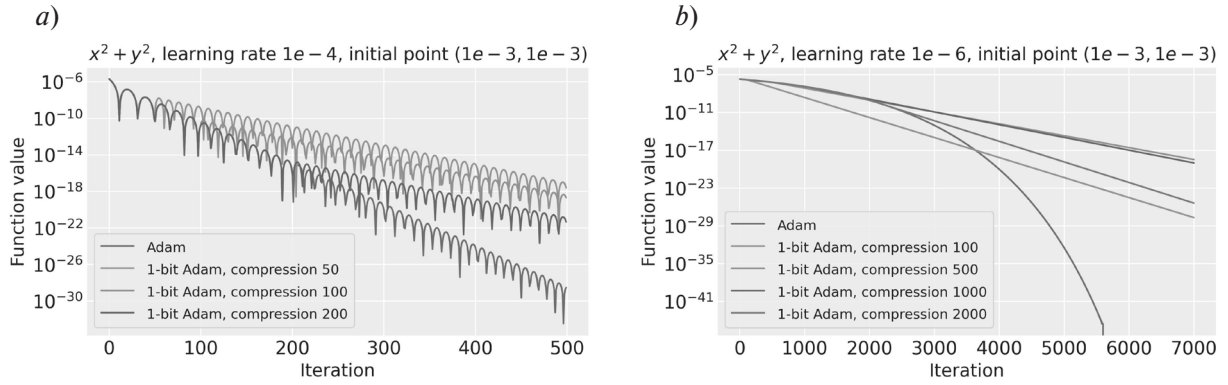 a)
x² + y², learning rate 1e − 4, initial point (1e − 3, 1e − 3)
Function value
10⁻⁶
10⁻¹⁰
10⁻¹⁴
10⁻¹⁸
10⁻²²
10⁻²⁶
10⁻³⁰
Adam
1-bit Adam, compression 50
1-bit Adam, compression 100
1-bit Adam, compression 200
0 100 200 300 400 500
Iteration
b)
x² + y², learning rate 1e − 6, initial point (1e − 3, 1e − 3)
Function value
10⁻⁵
10⁻¹¹
10⁻¹⁷
10⁻²³
10⁻²⁹
10⁻³⁵
10⁻⁴¹
Adam
1-bit Adam, compression 100
1-bit Adam, compression 500
1-bit Adam, compression 1000
1-bit Adam, compression 2000
0 1000 2000 3000 4000 5000 6000 7000
Iteration